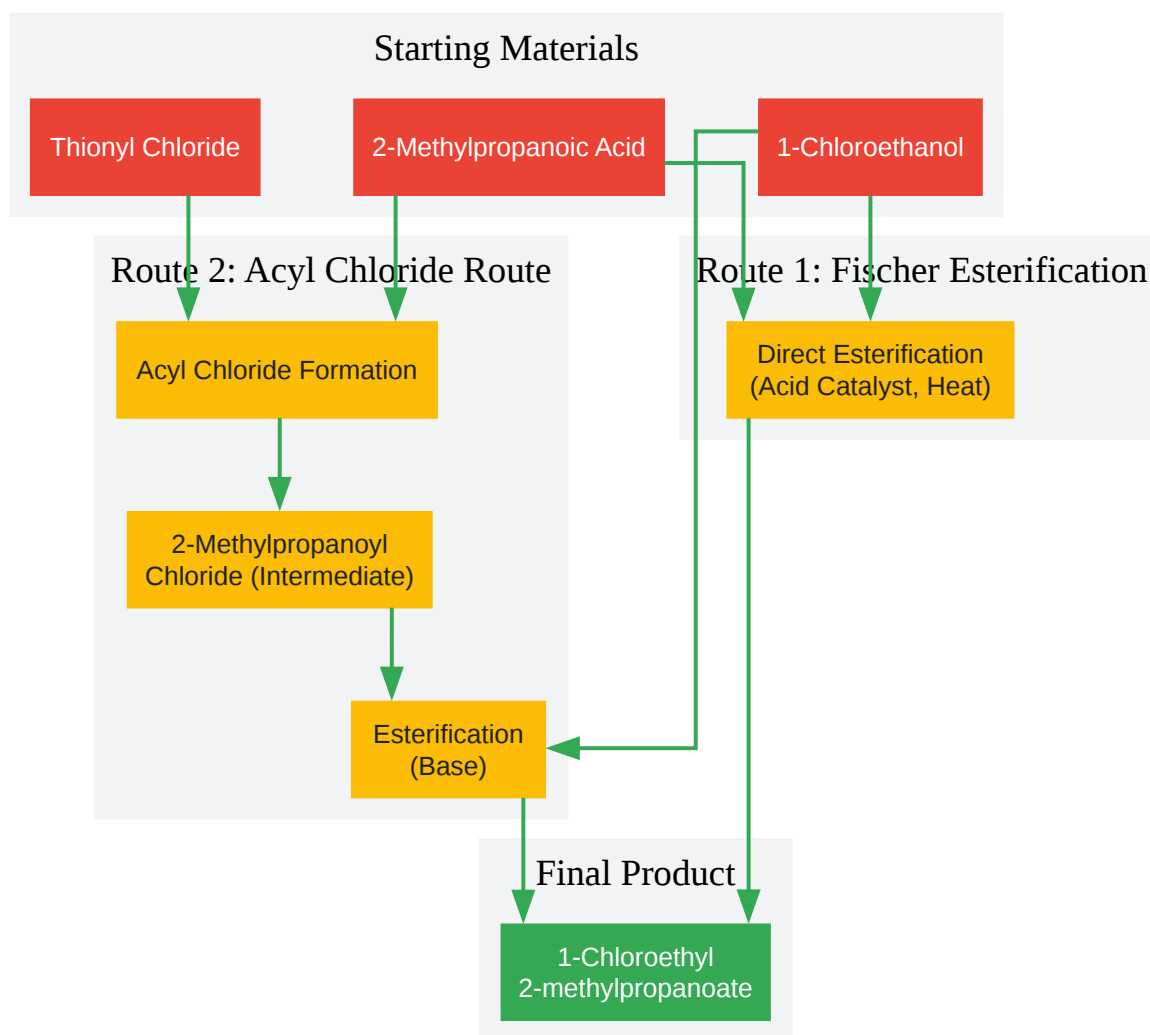 Starting Materials
Thionyl Chloride
2-Methylpropanoic Acid
1-Chloroethanol
Route 2: Acyl Chloride Route
Route 1: Fischer Esterification
Acyl Chloride Formation
Direct Esterification
(Acid Catalyst, Heat)
2-Methylpropanoyl
Chloride (Intermediate)
Esterification
(Base)
Final Product
1-Chloroethyl
2-methylpropanoate